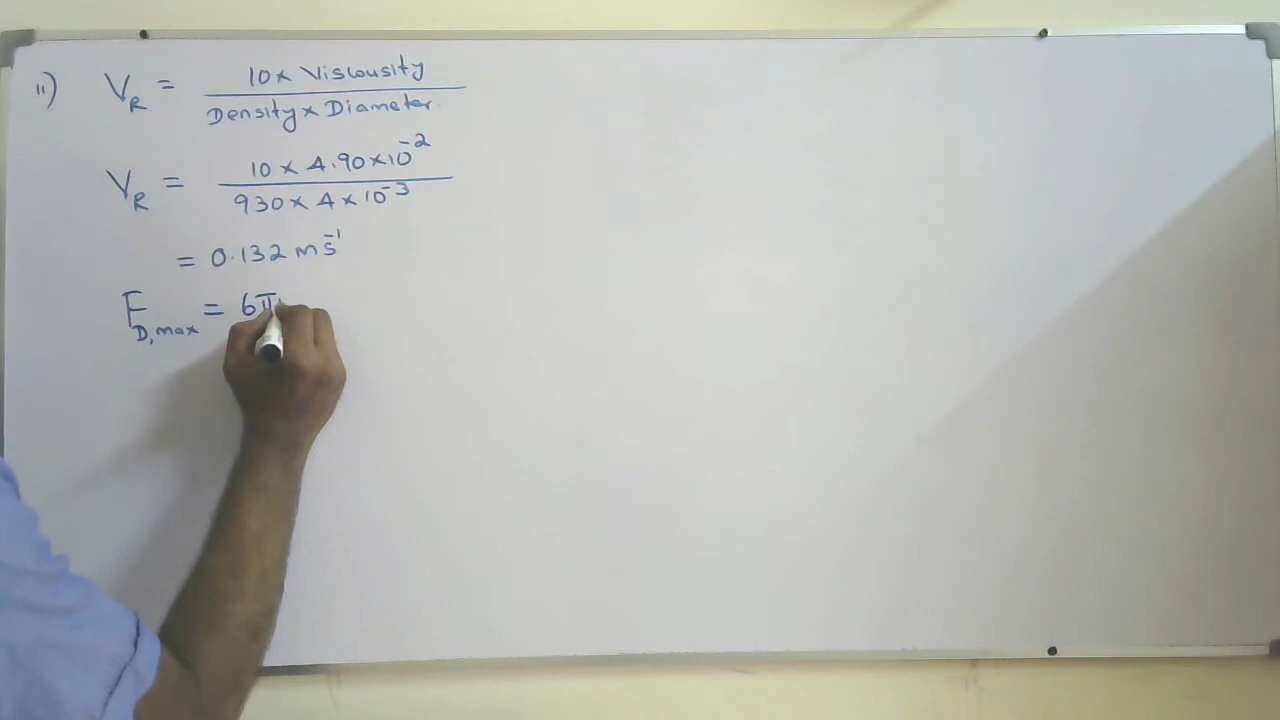 ii) V_R = 10 x Viscousity / Density x Diameter.
V_R = 10 x 4.90 x 10^-2 / 930 x 4 x 10^-3
= 0.132 m s^-1
F_D,max = 6π